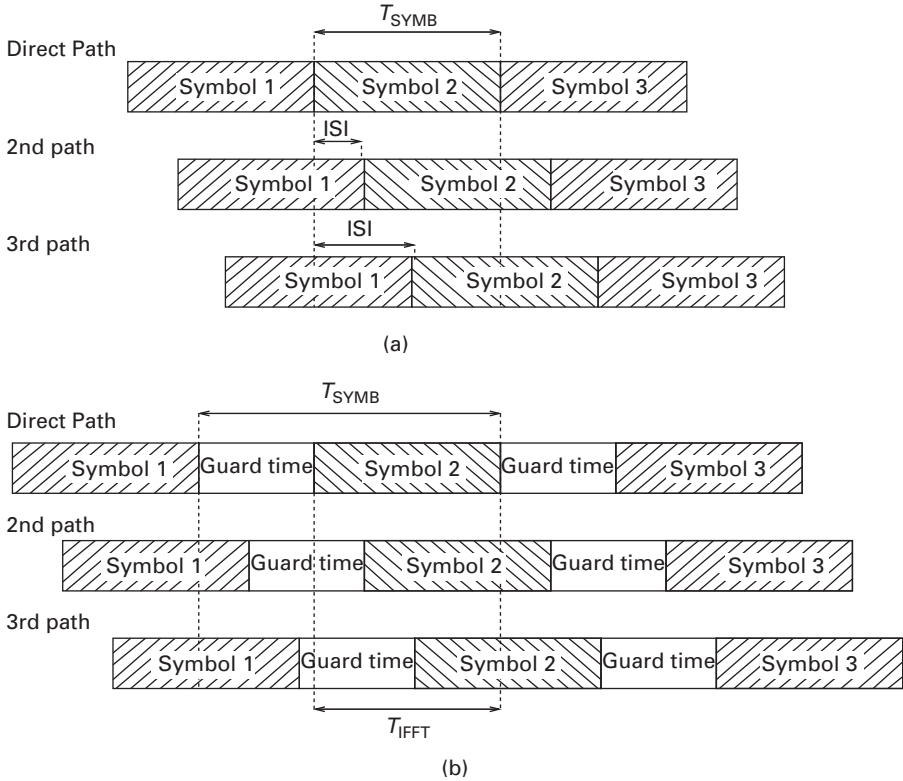 T_SYMB
Direct Path
Symbol 1 Symbol 2 Symbol 3
ISI
2nd path
Symbol 1 Symbol 2 Symbol 3
ISI
3rd path
Symbol 1 Symbol 2 Symbol 3
(a)
T_SYMB
Direct Path
Symbol 1 Guard time Symbol 2 Guard time Symbol 3
2nd path
Symbol 1 Guard time Symbol 2 Guard time Symbol 3
3rd path
Symbol 1 Guard time Symbol 2 Guard time Symbol 3
T_IFFT
(b)